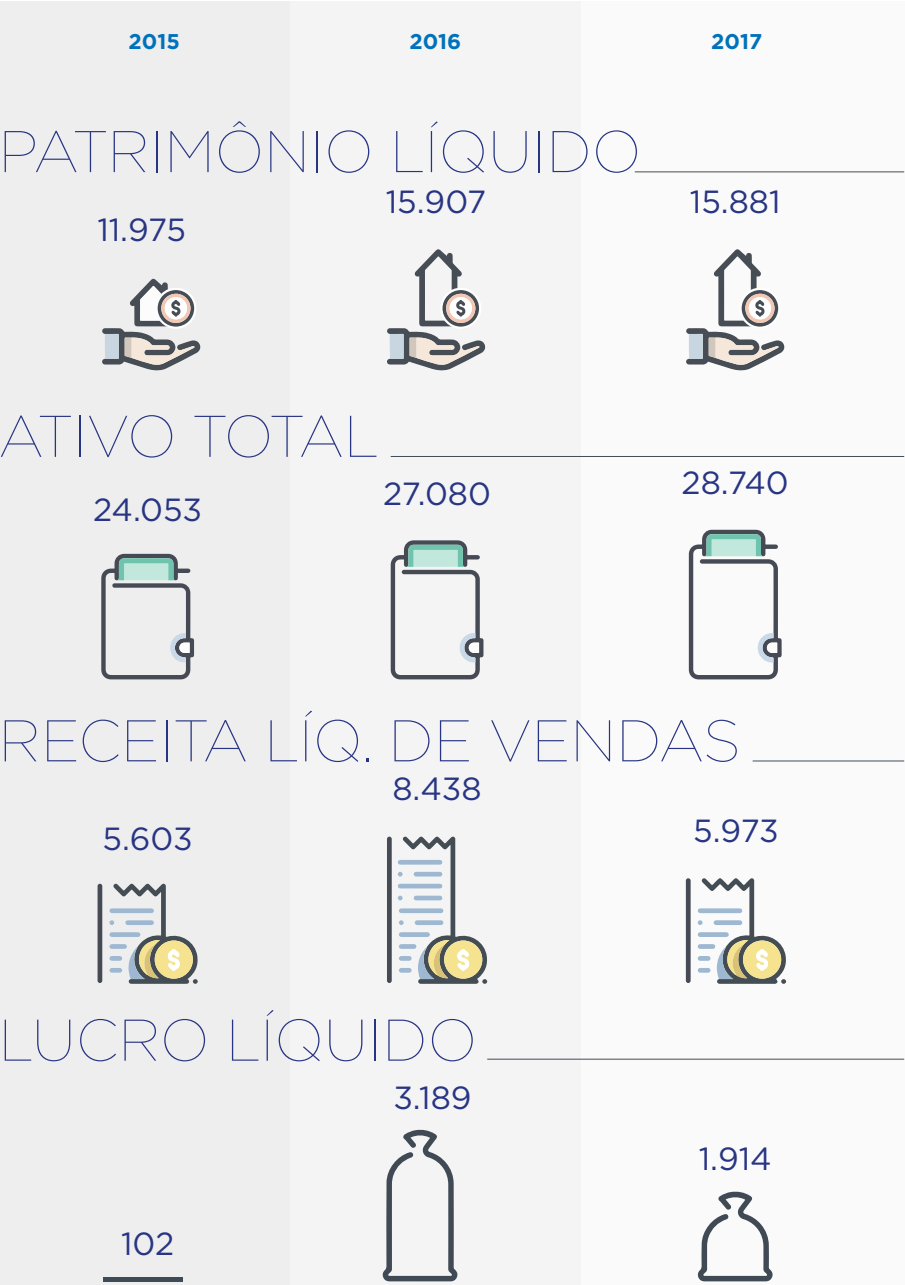 2015 2016 2017
PATRIMÔNIO LÍQUIDO
11.975 15.907 15.881
$ $ $
ATIVO TOTAL
24.053 27.080 28.740
RECEITA LÍQ. DE VENDAS
5.603 8.438 5.973
$ $ $
LUCRO LÍQUIDO
102 3.189 1.914